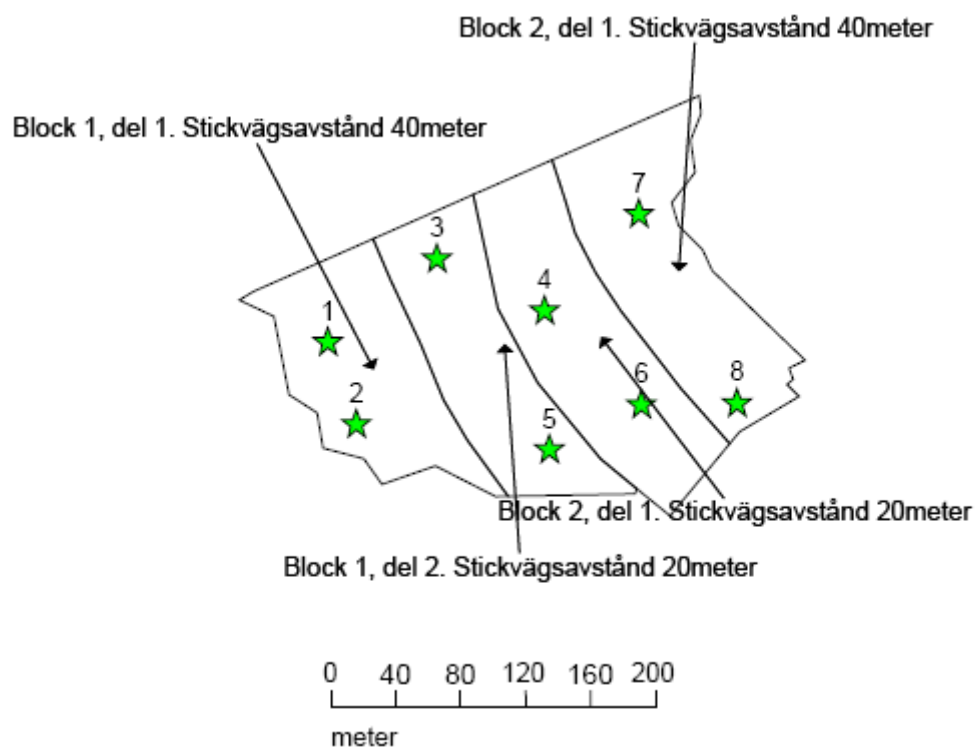 Block 2, del 1. Stickvägsavstånd 40meter
Block 1, del 1. Stickvägsavstånd 40meter
7
3
4
1
2
6
8
5
Block 2, del 1. Stickvägsavstånd 20meter
Block 1, del 2. Stickvägsavstånd 20meter
0 40 80 120 160 200
meter